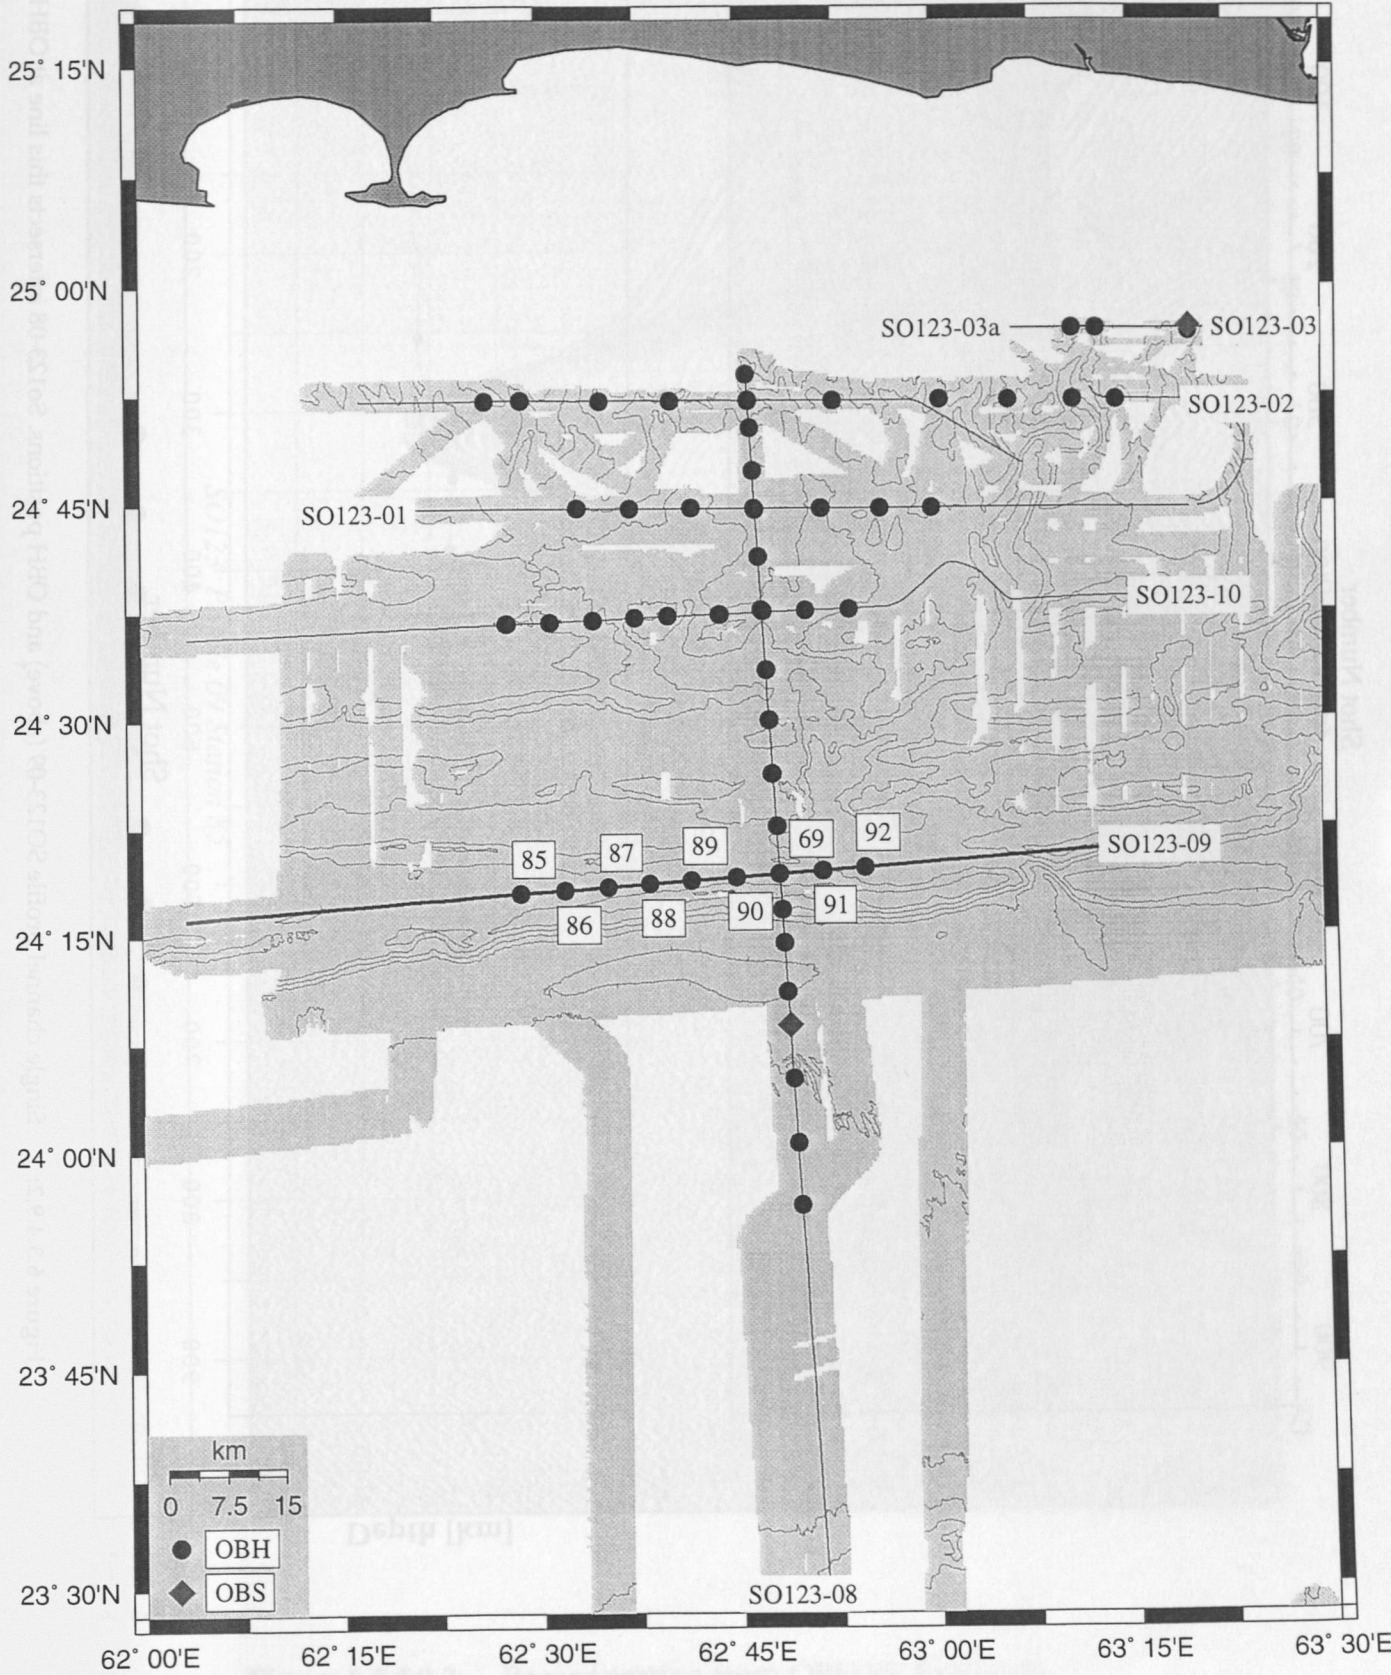 25° 15'N
25° 00'N
SO123-03a
SO123-03
SO123-02
24° 45'N
SO123-01
SO123-10
24° 30'N
85
87
89
69
92
SO123-09
86
88
90
91
24° 15'N
24° 00'N
23° 45'N
km
0 7.5 15
OBH
OBS
23° 30'N
SO123-08
62° 00'E
62° 15'E
62° 30'E
62° 45'E
63° 00'E
63° 15'E
63° 30'E